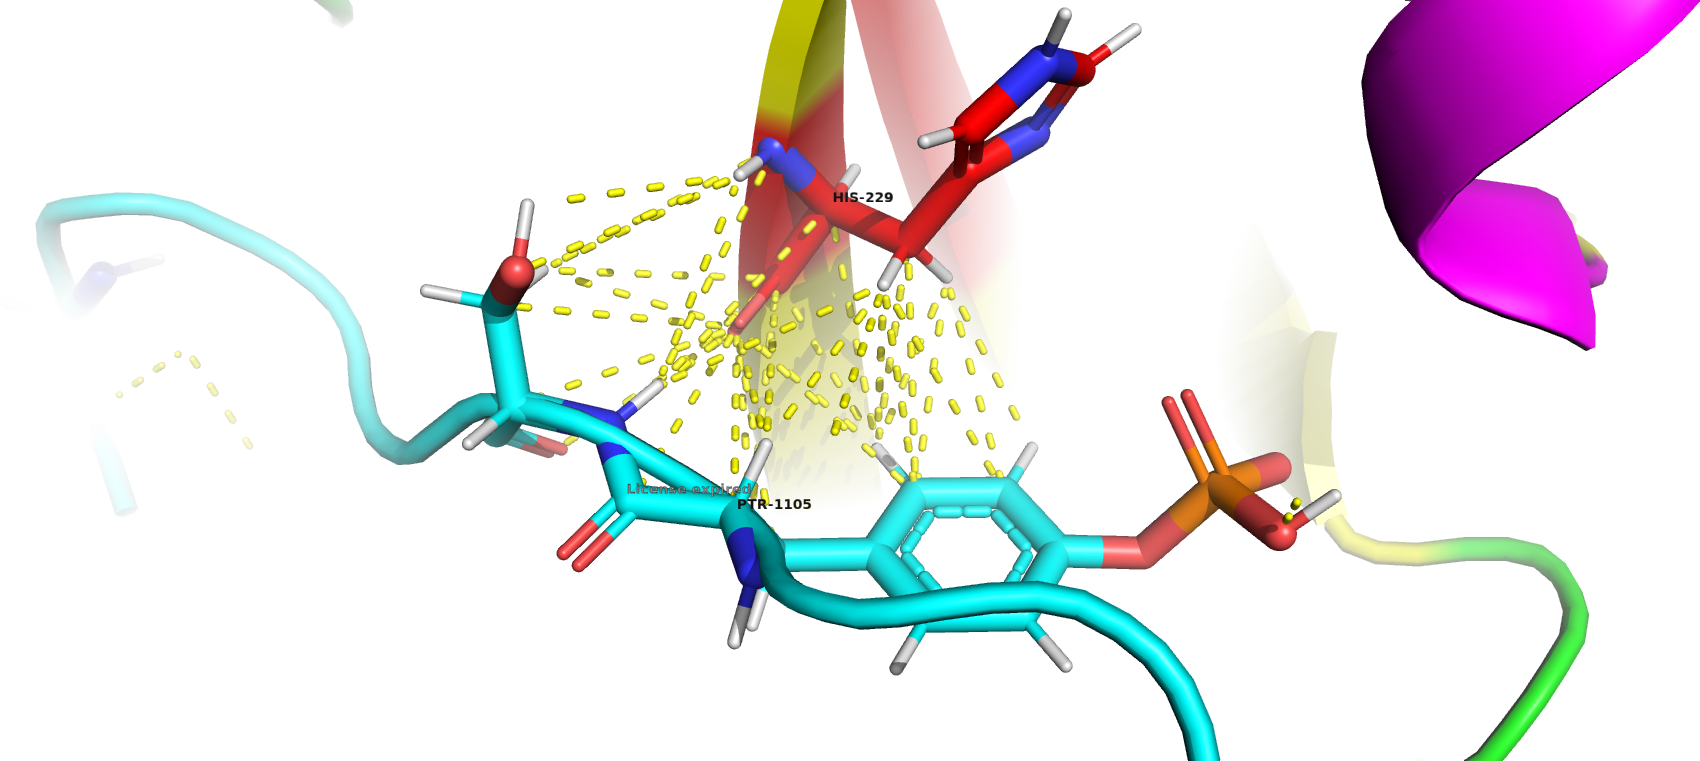 HIS-229
License expired
PTR-1105